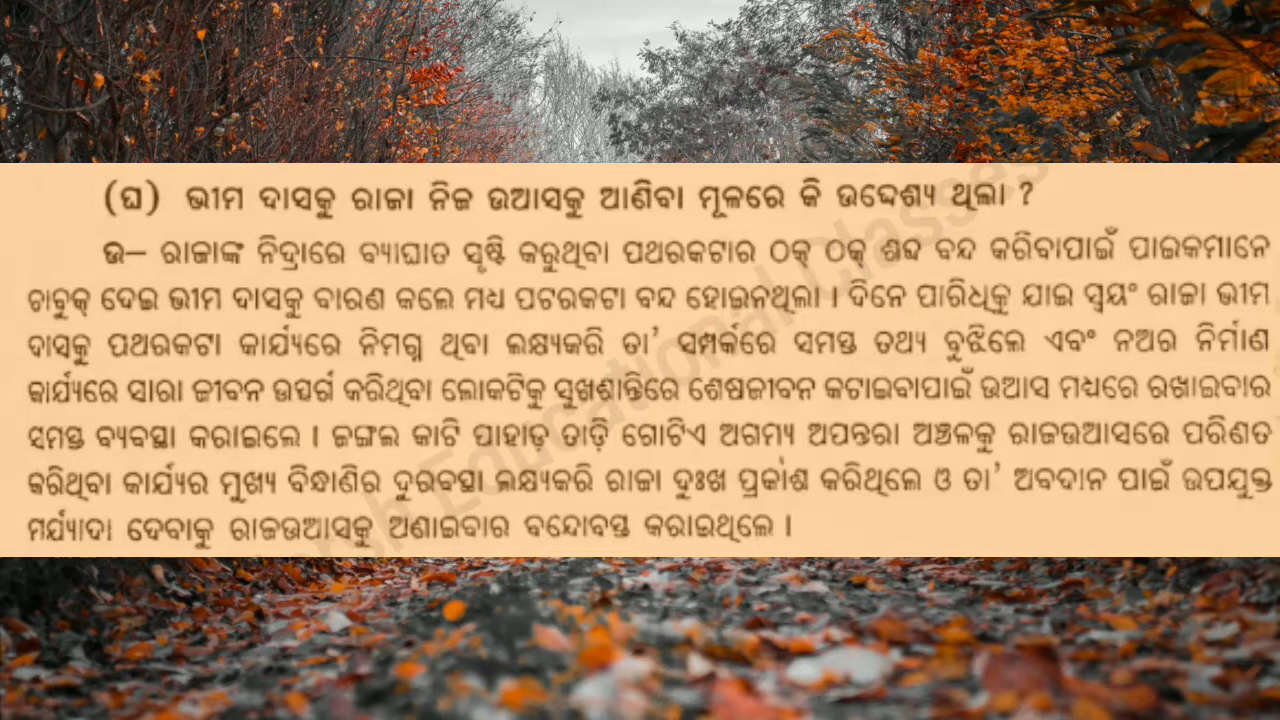 (ଘ) ଭୀମ ଦାସକୁ ରାଜା ନିଜ ଉଆସକୁ ଆଣିବା ମୂଳରେ କି ଉଦ୍ଦେଶ୍ୟ ଥିଲା ?
ଉ– ରାଜାଙ୍କ ନିଦ୍ରାରେ ବ୍ୟାଘାତ ସୃଷ୍ଟି କରୁଥିବା ପଥରକଟାର ଠକ୍ ଠକ୍ ଶବ୍ଦ ବନ୍ଦ କରିବାପାଇଁ ପାଇକମାନେ
ଚାବୁକ୍ ଦେଇ ଭୀମ ଦାସକୁ ବାରଣ କଲେ ମଧ୍ୟ ପଟରକଟା ବନ୍ଦ ହୋଇନଥିଲା । ଦିନେ ପାରିଧିକୁ ଯାଇ ସ୍ୱୟଂ ରାଜା ଭୀମ
ଦାସକୁ ପଥରକଟା କାର୍ଯ୍ୟରେ ନିମଗ୍ନ ଥିବା ଲକ୍ଷ୍ୟକରି ତା’ ସମ୍ପର୍କରେ ସମସ୍ତ ତଥ୍ୟ ବୁଝିଲେ ଏବଂ ନଅର ନିର୍ମାଣ
କାର୍ଯ୍ୟରେ ସାରା ଜୀବନ ଉତ୍ସର୍ଗ କରିଥିବା ଲୋକଟିକୁ ସୁଖଶାନ୍ତିରେ ଶେଷଜୀବନ କଟାଇବାପାଇଁ ଉଆସ ମଧ୍ୟରେ ରଖାଇବାର
ସମସ୍ତ ବ୍ୟବସ୍ଥା କରାଇଲେ । ଜଙ୍ଗଲ କାଟି ପାହାଡ଼ ତାଡ଼ି ଗୋଟିଏ ଅଗମ୍ୟ ଅପନ୍ତରା ଅଞ୍ଚଳକୁ ରାଜଉଆସରେ ପରିଣତ
କରିଥିବା କାର୍ଯ୍ୟର ମୁଖ୍ୟ ବିନ୍ଧାଣିର ଦୁରବସ୍ଥା ଲକ୍ଷ୍ୟକରି ରାଜା ଦୁଃଖ ପ୍ରକାଶ କରିଥିଲେ ଓ ତା’ ଅବଦାନ ପାଇଁ ଉପଯୁକ୍ତ
ମର୍ଯ୍ୟାଦା ଦେବାକୁ ରାଜଉଆସକୁ ଅଣାଇବାର ବନ୍ଦୋବସ୍ତ କରାଇଥିଲେ ।
Educational Classes